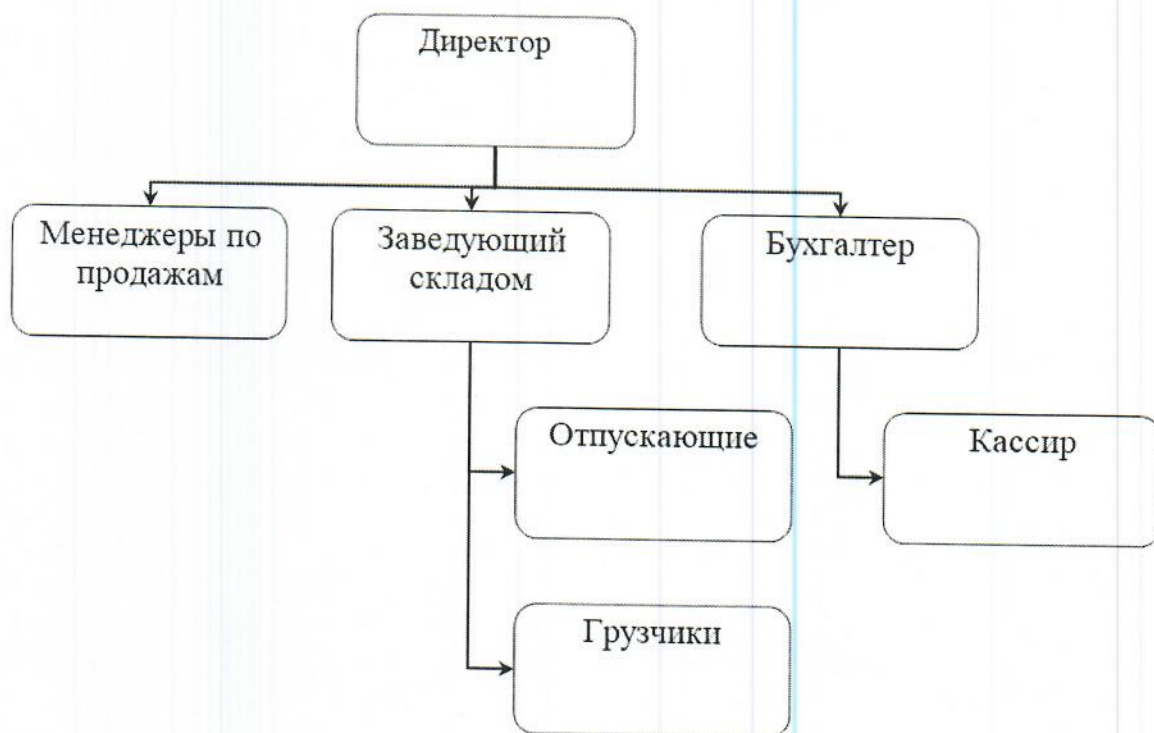 Директор
Менеджеры по
продажам
Заведующий
складом
Бухгалтер
Отпускающие
Кассир
Грузчики